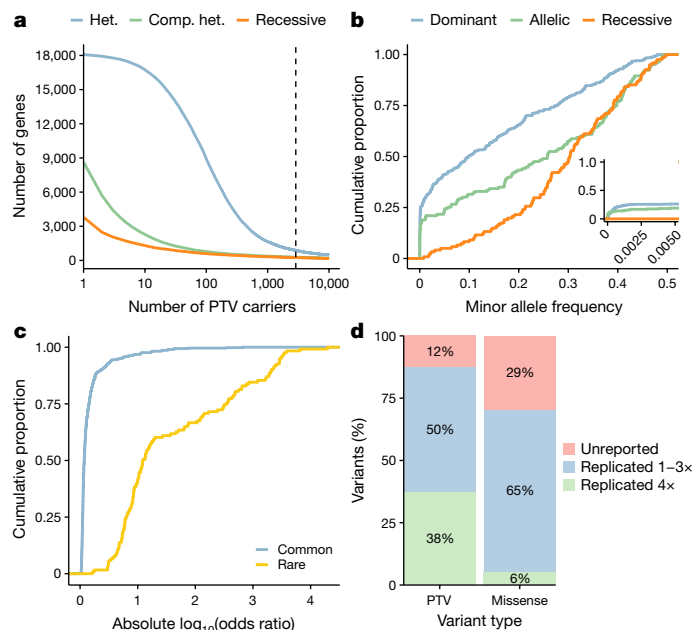 a
Het. Comp. het. Recessive
Number of genes
18,000
15,000
12,000
9,000
6,000
3,000
0
1 10 100 1,000 10,000
Number of PTV carriers
b
Dominant Allelic Recessive
Cumulative proportion
1.00
0.75
0.50
0.25
0
0 0.1 0.2 0.3 0.4 0.5
Minor allele frequency
1.0
0.5
0
0 0.0025 0.0050
c
Cumulative proportion
1.00
0.75
0.50
0.25
0
0 1 2 3 4
Absolute log10(odds ratio)
Common
Rare
d
Variants (%)
100
75
50
25
0
12%
50%
38%
29%
65%
6%
PTV Missense
Variant type
Unreported
Replicated 1–3×
Replicated 4×